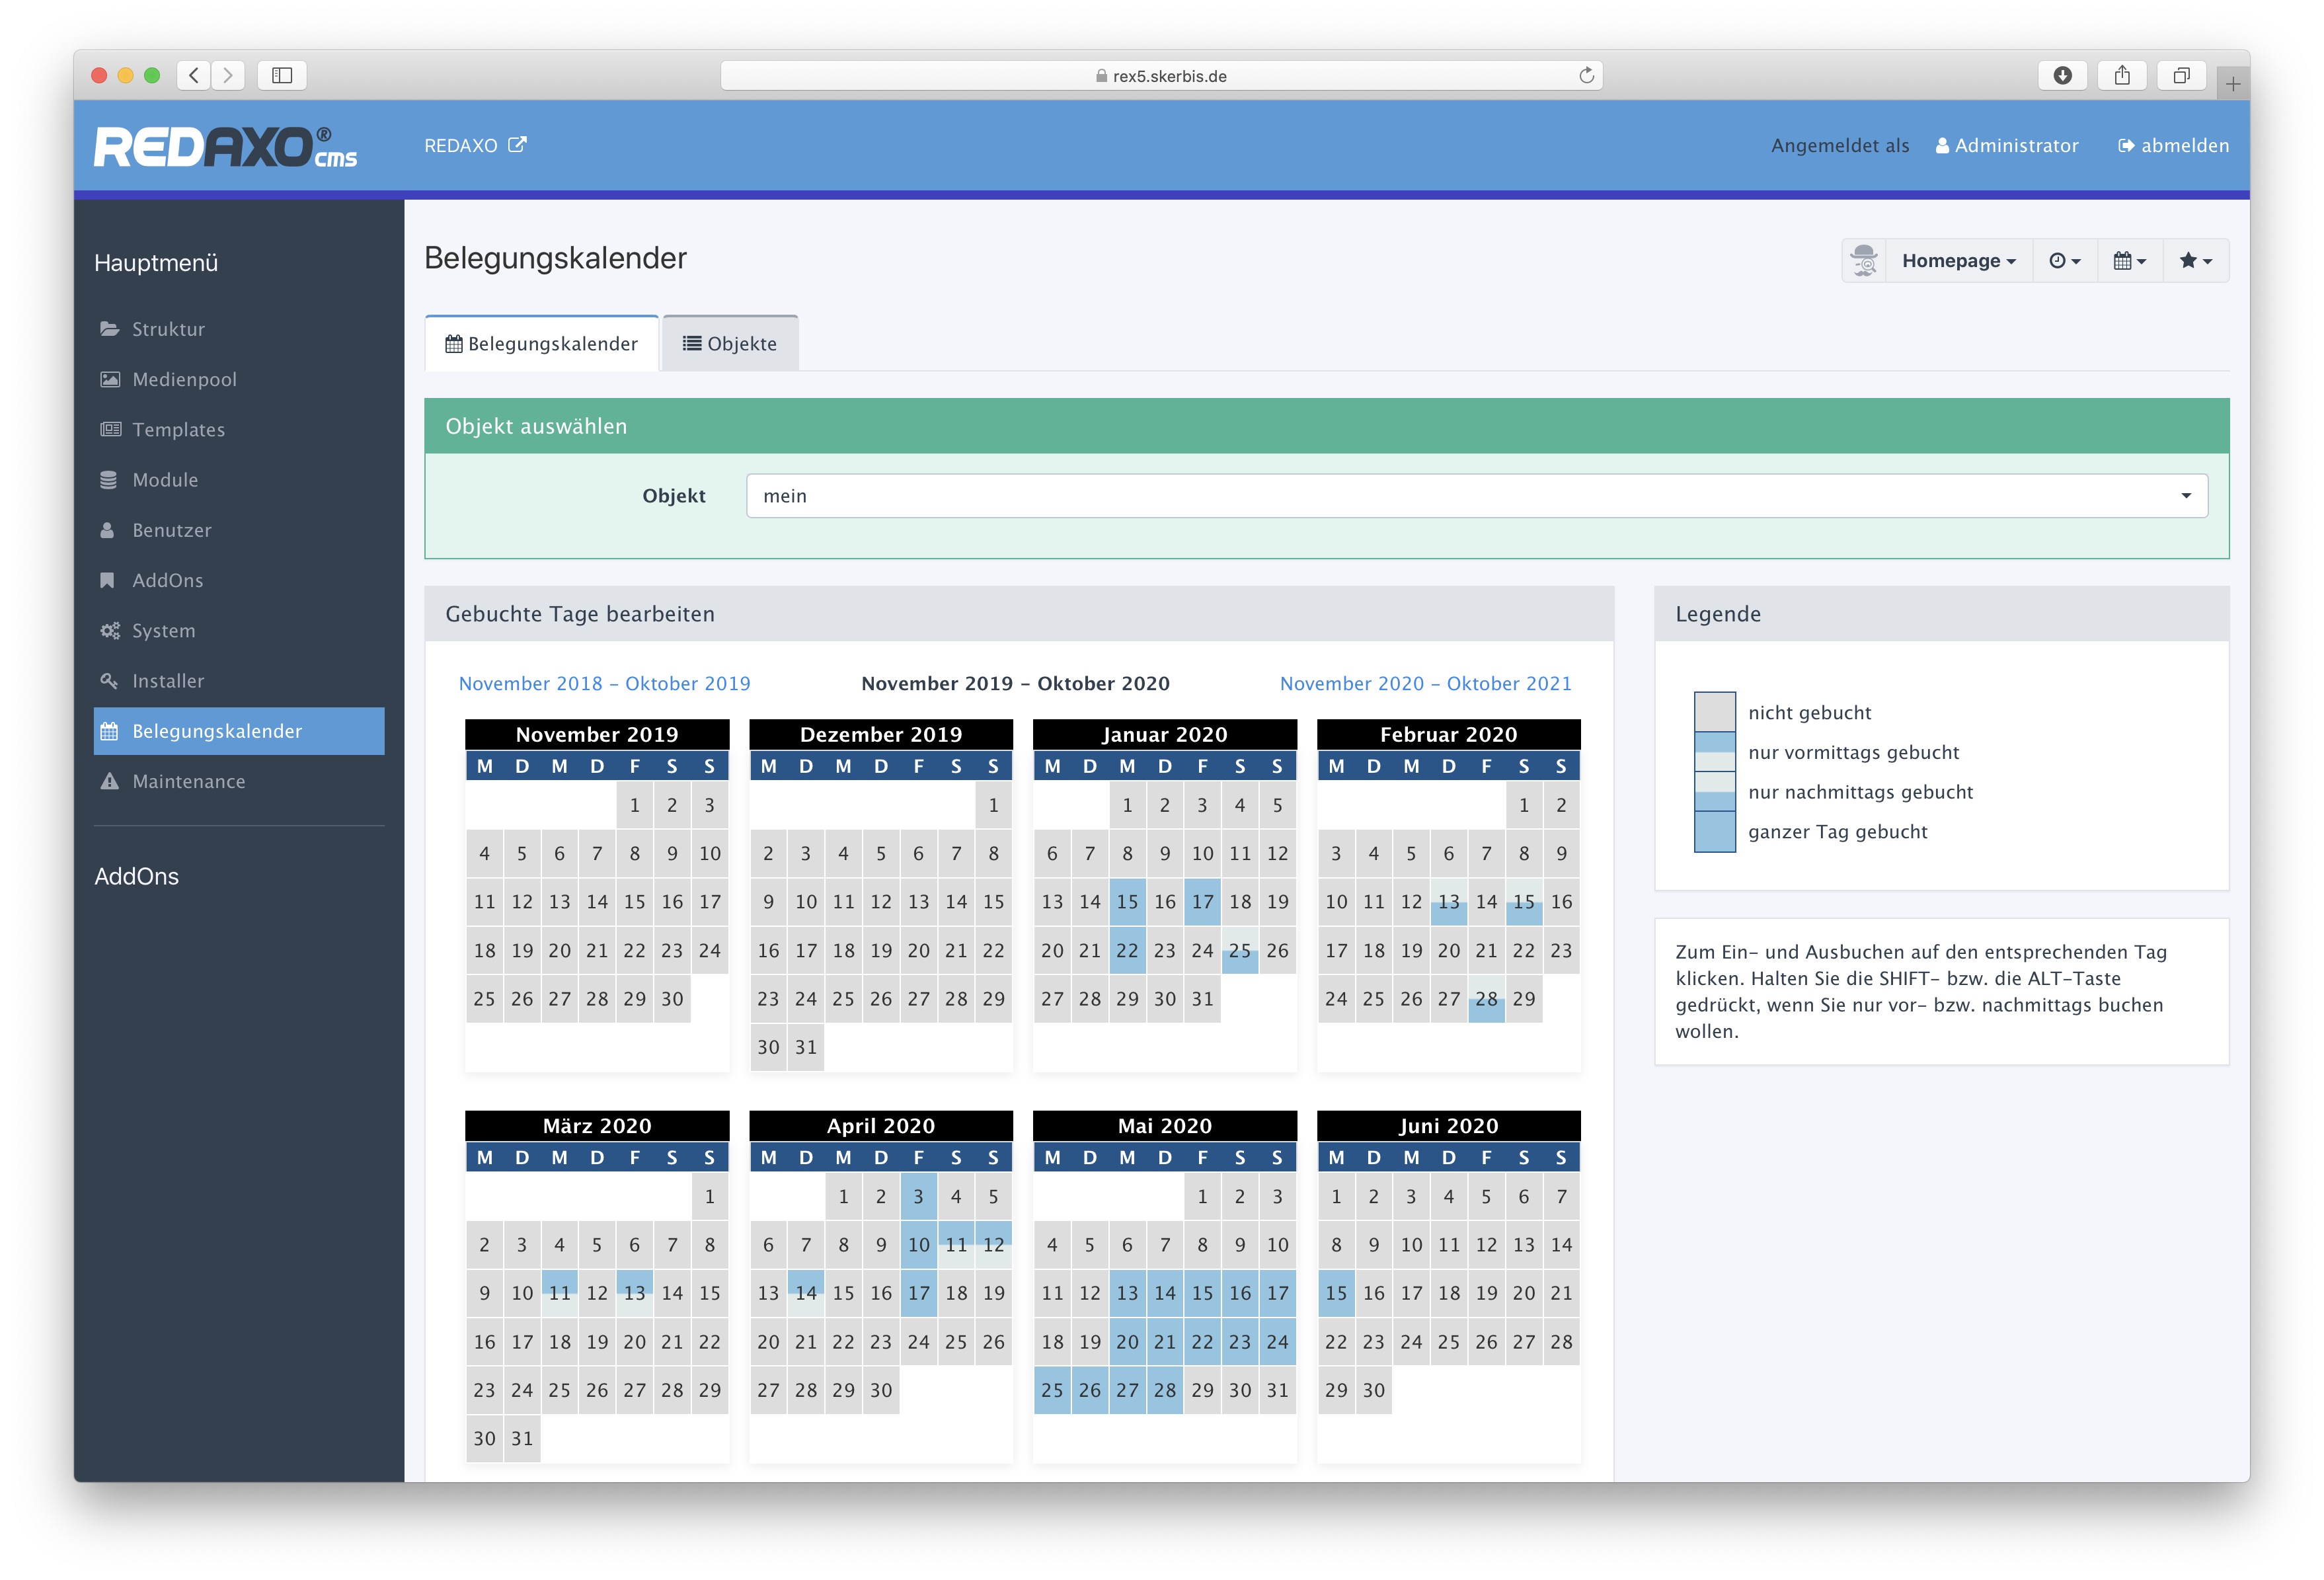 rex5.skerbis.de
REDAXO® cms
REDAXO
Angemeldet als Administrator abmelden
Hauptmenü
Struktur
Medienpool
Templates
Module
Benutzer
AddOns
System
Installer
Belegungskalender
Maintenance
AddOns
Belegungskalender
Homepage
Belegungskalender Objekte
Objekt auswählen
Objekt mein
Gebuchte Tage bearbeiten
November 2018 – Oktober 2019 November 2019 – Oktober 2020 November 2020 – Oktober 2021
November 2019
M D M D F S S
1 2 3
4 5 6 7 8 9 10
11 12 13 14 15 16 17
18 19 20 21 22 23 24
25 26 27 28 29 30
Dezember 2019
M D M D F S S
1
2 3 4 5 6 7 8
9 10 11 12 13 14 15
16 17 18 19 20 21 22
23 24 25 26 27 28 29
30 31
Januar 2020
M D M D F S S
1 2 3 4 5
6 7 8 9 10 11 12
13 14 15 16 17 18 19
20 21 22 23 24 25 26
27 28 29 30 31
Februar 2020
M D M D F S S
1 2
3 4 5 6 7 8 9
10 11 12 13 14 15 16
17 18 19 20 21 22 23
24 25 26 27 28 29
März 2020
M D M D F S S
1
2 3 4 5 6 7 8
9 10 11 12 13 14 15
16 17 18 19 20 21 22
23 24 25 26 27 28 29
30 31
April 2020
M D M D F S S
1 2 3 4 5
6 7 8 9 10 11 12
13 14 15 16 17 18 19
20 21 22 23 24 25 26
27 28 29 30
Mai 2020
M D M D F S S
1 2 3
4 5 6 7 8 9 10
11 12 13 14 15 16 17
18 19 20 21 22 23 24
25 26 27 28 29 30 31
Juni 2020
M D M D F S S
1 2 3 4 5 6 7
8 9 10 11 12 13 14
15 16 17 18 19 20 21
22 23 24 25 26 27 28
29 30
Legende
nicht gebucht
nur vormittags gebucht
nur nachmittags gebucht
ganzer Tag gebucht
Zum Ein– und Ausbuchen auf den entsprechenden Tag
klicken. Halten Sie die SHIFT– bzw. die ALT–Taste
gedrückt, wenn Sie nur vor– bzw. nachmittags buchen
wollen.